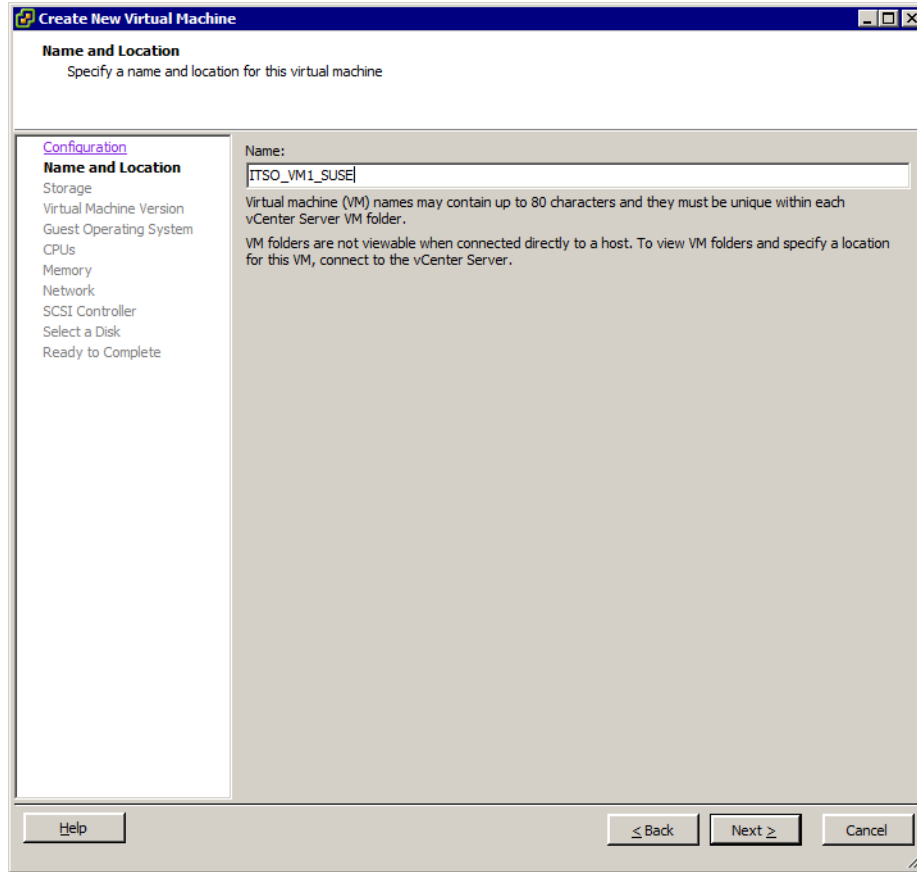 Create New Virtual Machine
Name and Location
Specify a name and location for this virtual machine
Configuration
Name and Location
Storage
Virtual Machine Version
Guest Operating System
CPUs
Memory
Network
SCSI Controller
Select a Disk
Ready to Complete
Name:
ITSO_VM1_SUSE
Virtual machine (VM) names may contain up to 80 characters and they must be unique within each
vCenter Server VM folder.
VM folders are not viewable when connected directly to a host. To view VM folders and specify a location
for this VM, connect to the vCenter Server.
Help
< Back
Next >
Cancel